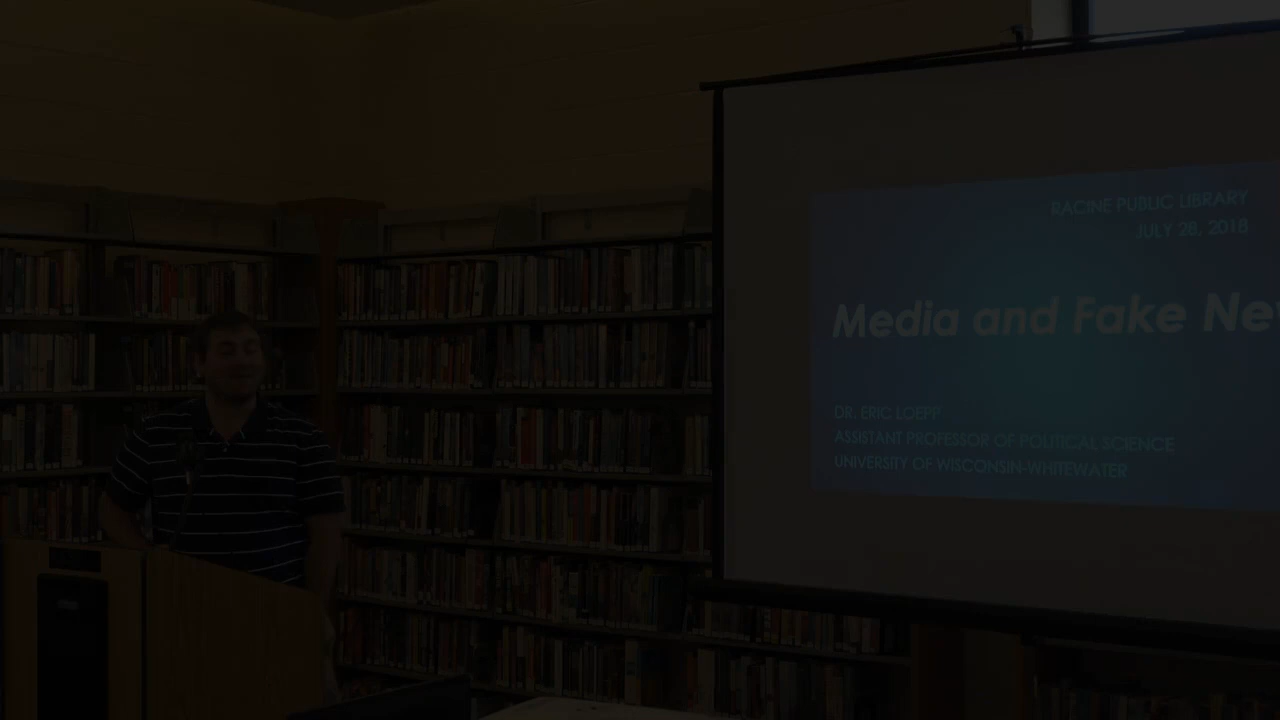 RACINE PUBLIC LIBRARY
JULY 28, 2018
Media and Fake Ne
DR. ERIC LOEPP
ASSISTANT PROFESSOR OF POLITICAL SCIENCE
UNIVERSITY OF WISCONSIN-WHITEWATER